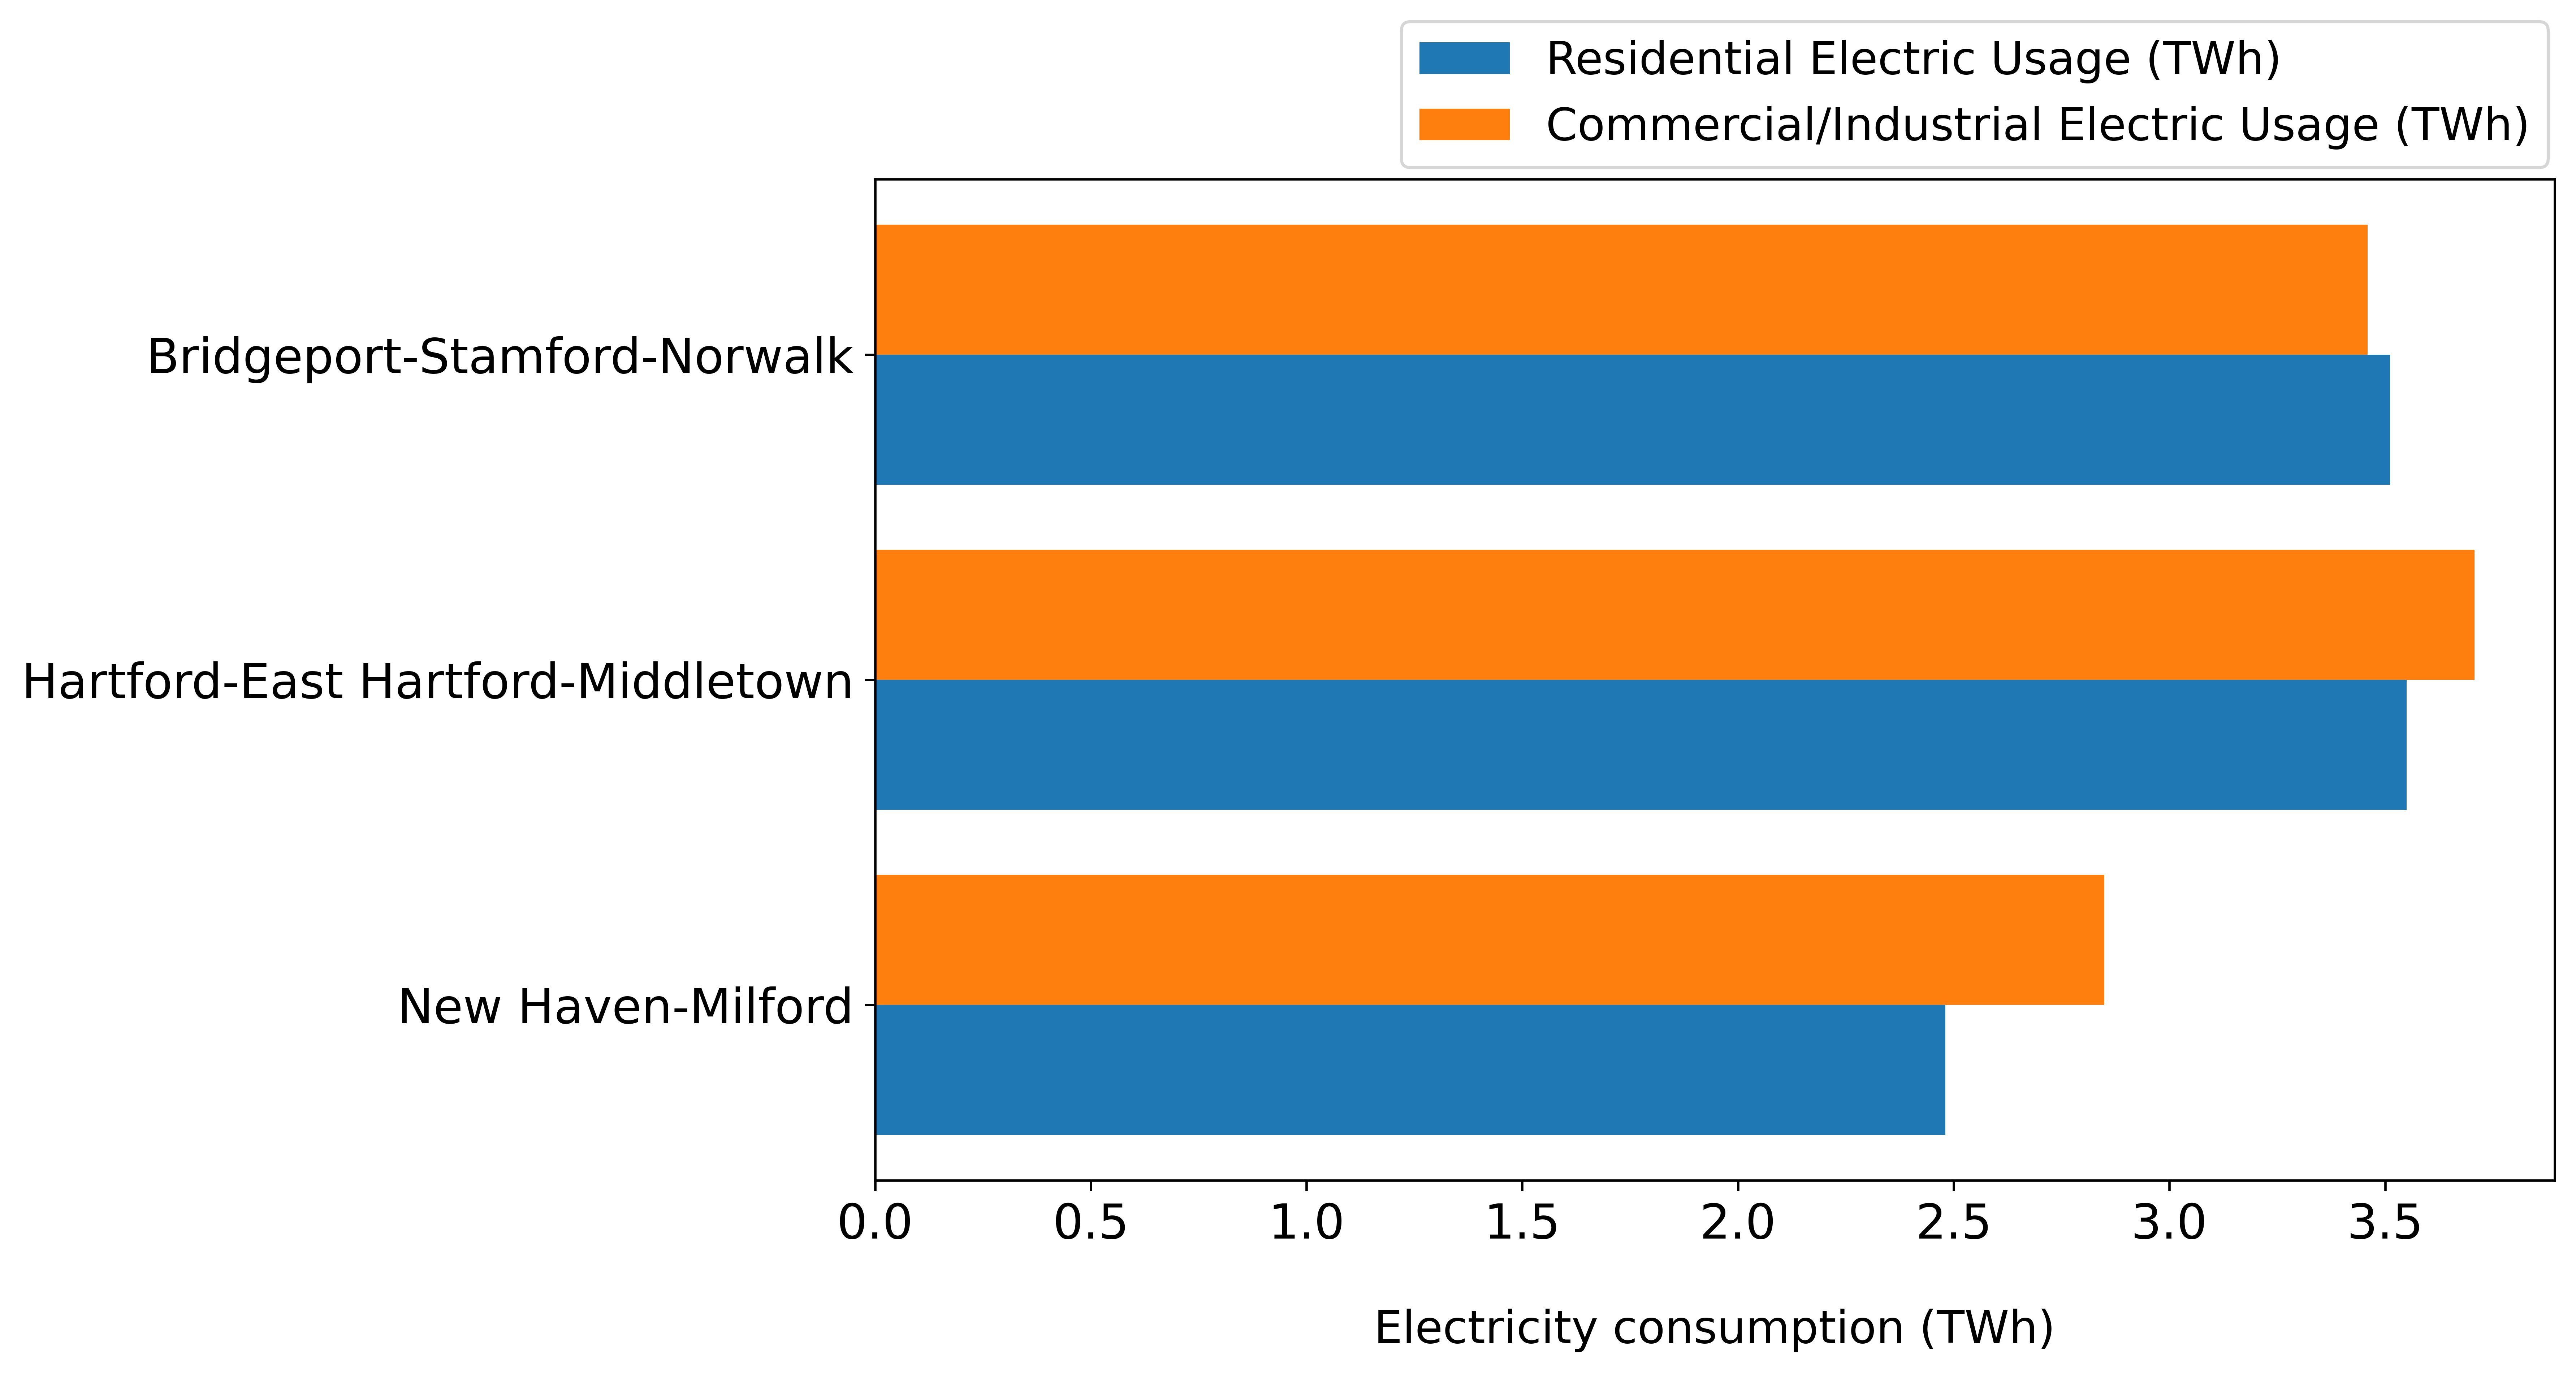 Residential Electric Usage (TWh)
Commercial/Industrial Electric Usage (TWh)
Bridgeport-Stamford-Norwalk
Hartford-East Hartford-Middletown
New Haven-Milford
0.0 0.5 1.0 1.5 2.0 2.5 3.0 3.5
Electricity consumption (TWh)